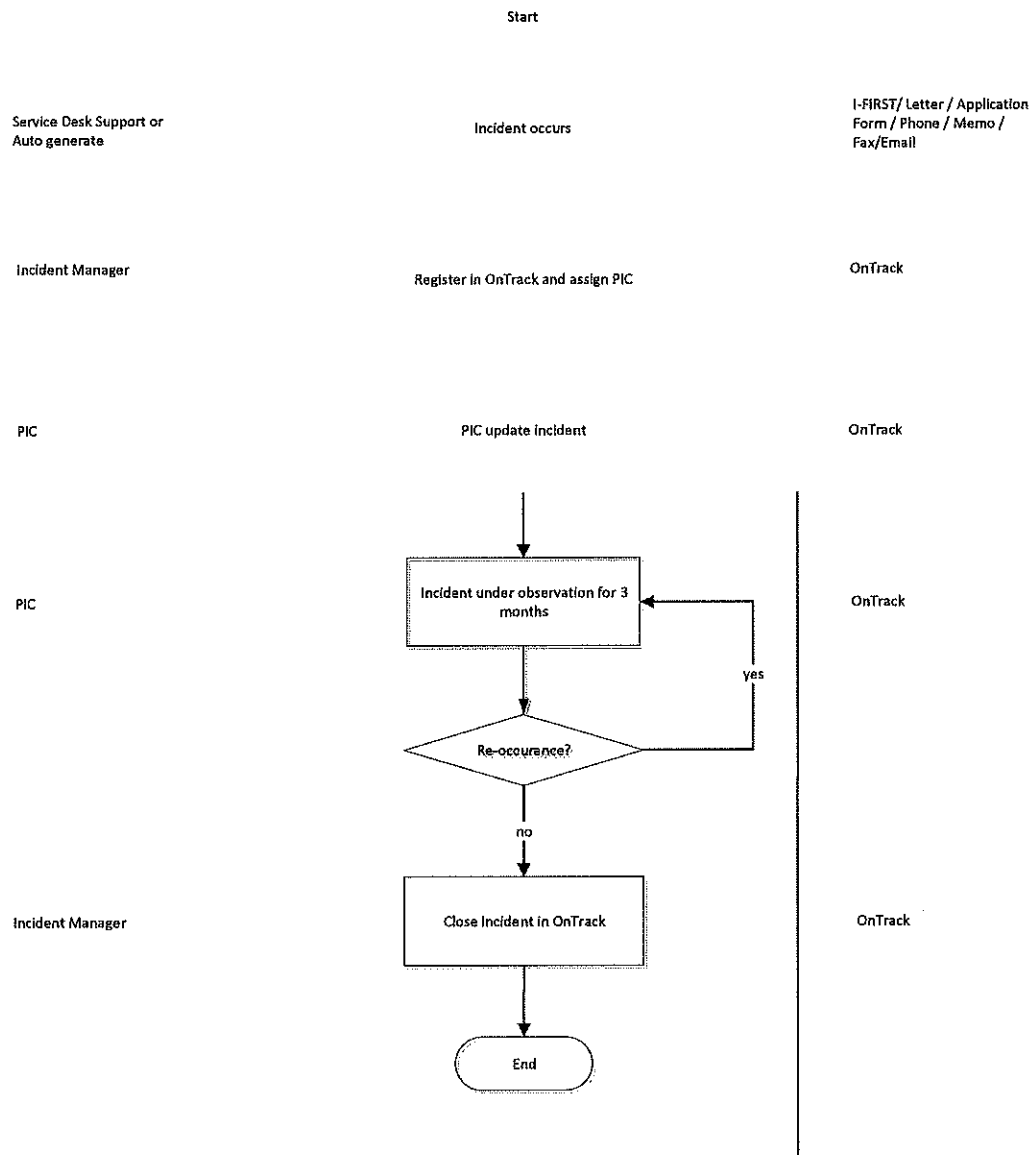 Start
Service Desk Support or
Auto generate
Incident occurs
I-FIRST/ Letter / Application
Form / Phone / Memo /
Fax/Email
Incident Manager
Register in OnTrack and assign PIC
OnTrack
PIC
PIC update incident
OnTrack
PIC
Incident under observation for 3
months
OnTrack
yes
Re-occurance?
no
Incident Manager
Close Incident in OnTrack
OnTrack
End